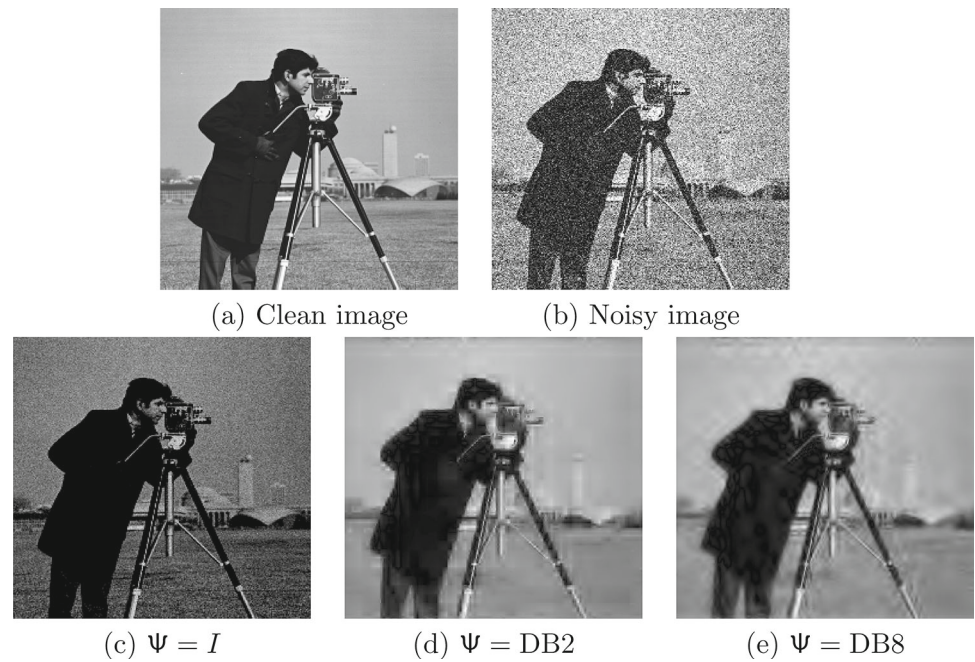 (a) Clean image
(b) Noisy image
(c) Ψ = I
(d) Ψ = DB2
(e) Ψ = DB8